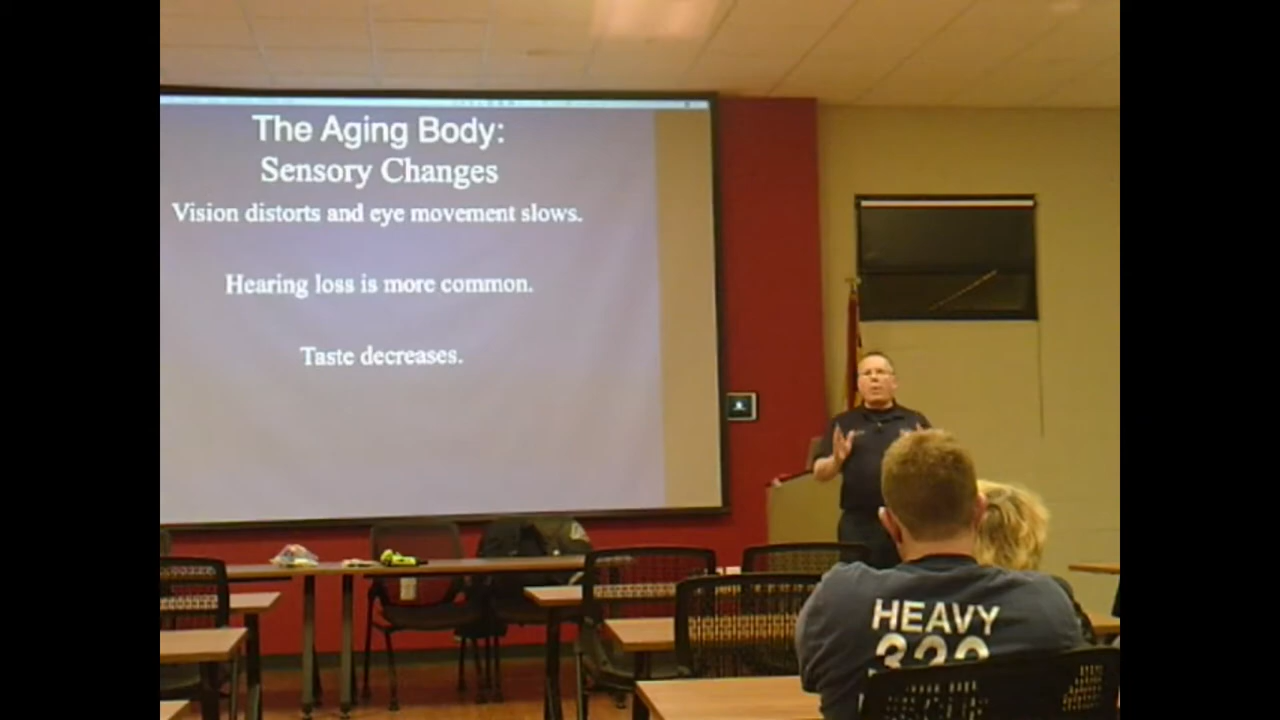 The Aging Body:
Sensory Changes
Vision distorts and eye movement slows.
Hearing loss is more common.
Taste decreases.
HEAVY